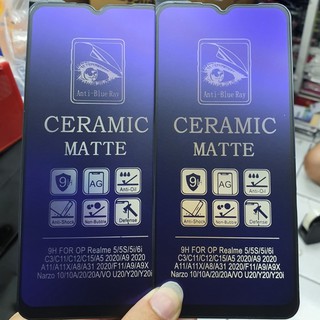 Anti-Blue Ray
CERAMIC
MATTE
9H
AG
Anti-Oil
Anti-Shock
Non-Bubble
Defense
9H FOR OP Realme 5/5S/5i/6i
C3/C11/C12/C15/A5 2020/A9 2020
A11/A11X/A8/A31 2020/F11/A9/A9X
Narzo 10/10A/20/20A/VO U20/Y20/Y20i
Anti-Blue Ray
CERAMIC
MATTE
9H
AG
Anti-Oil
Anti-Shock
Non-Bubble
Defense
9H FOR OP Realme 5/5S/5i/6i
C3/C11/C12/C15/A5 2020/A9 2020
A11/A11X/A8/A31 2020/F11/A9/A9X
Narzo 10/10A/20/20A/VO U20/Y20/Y20i